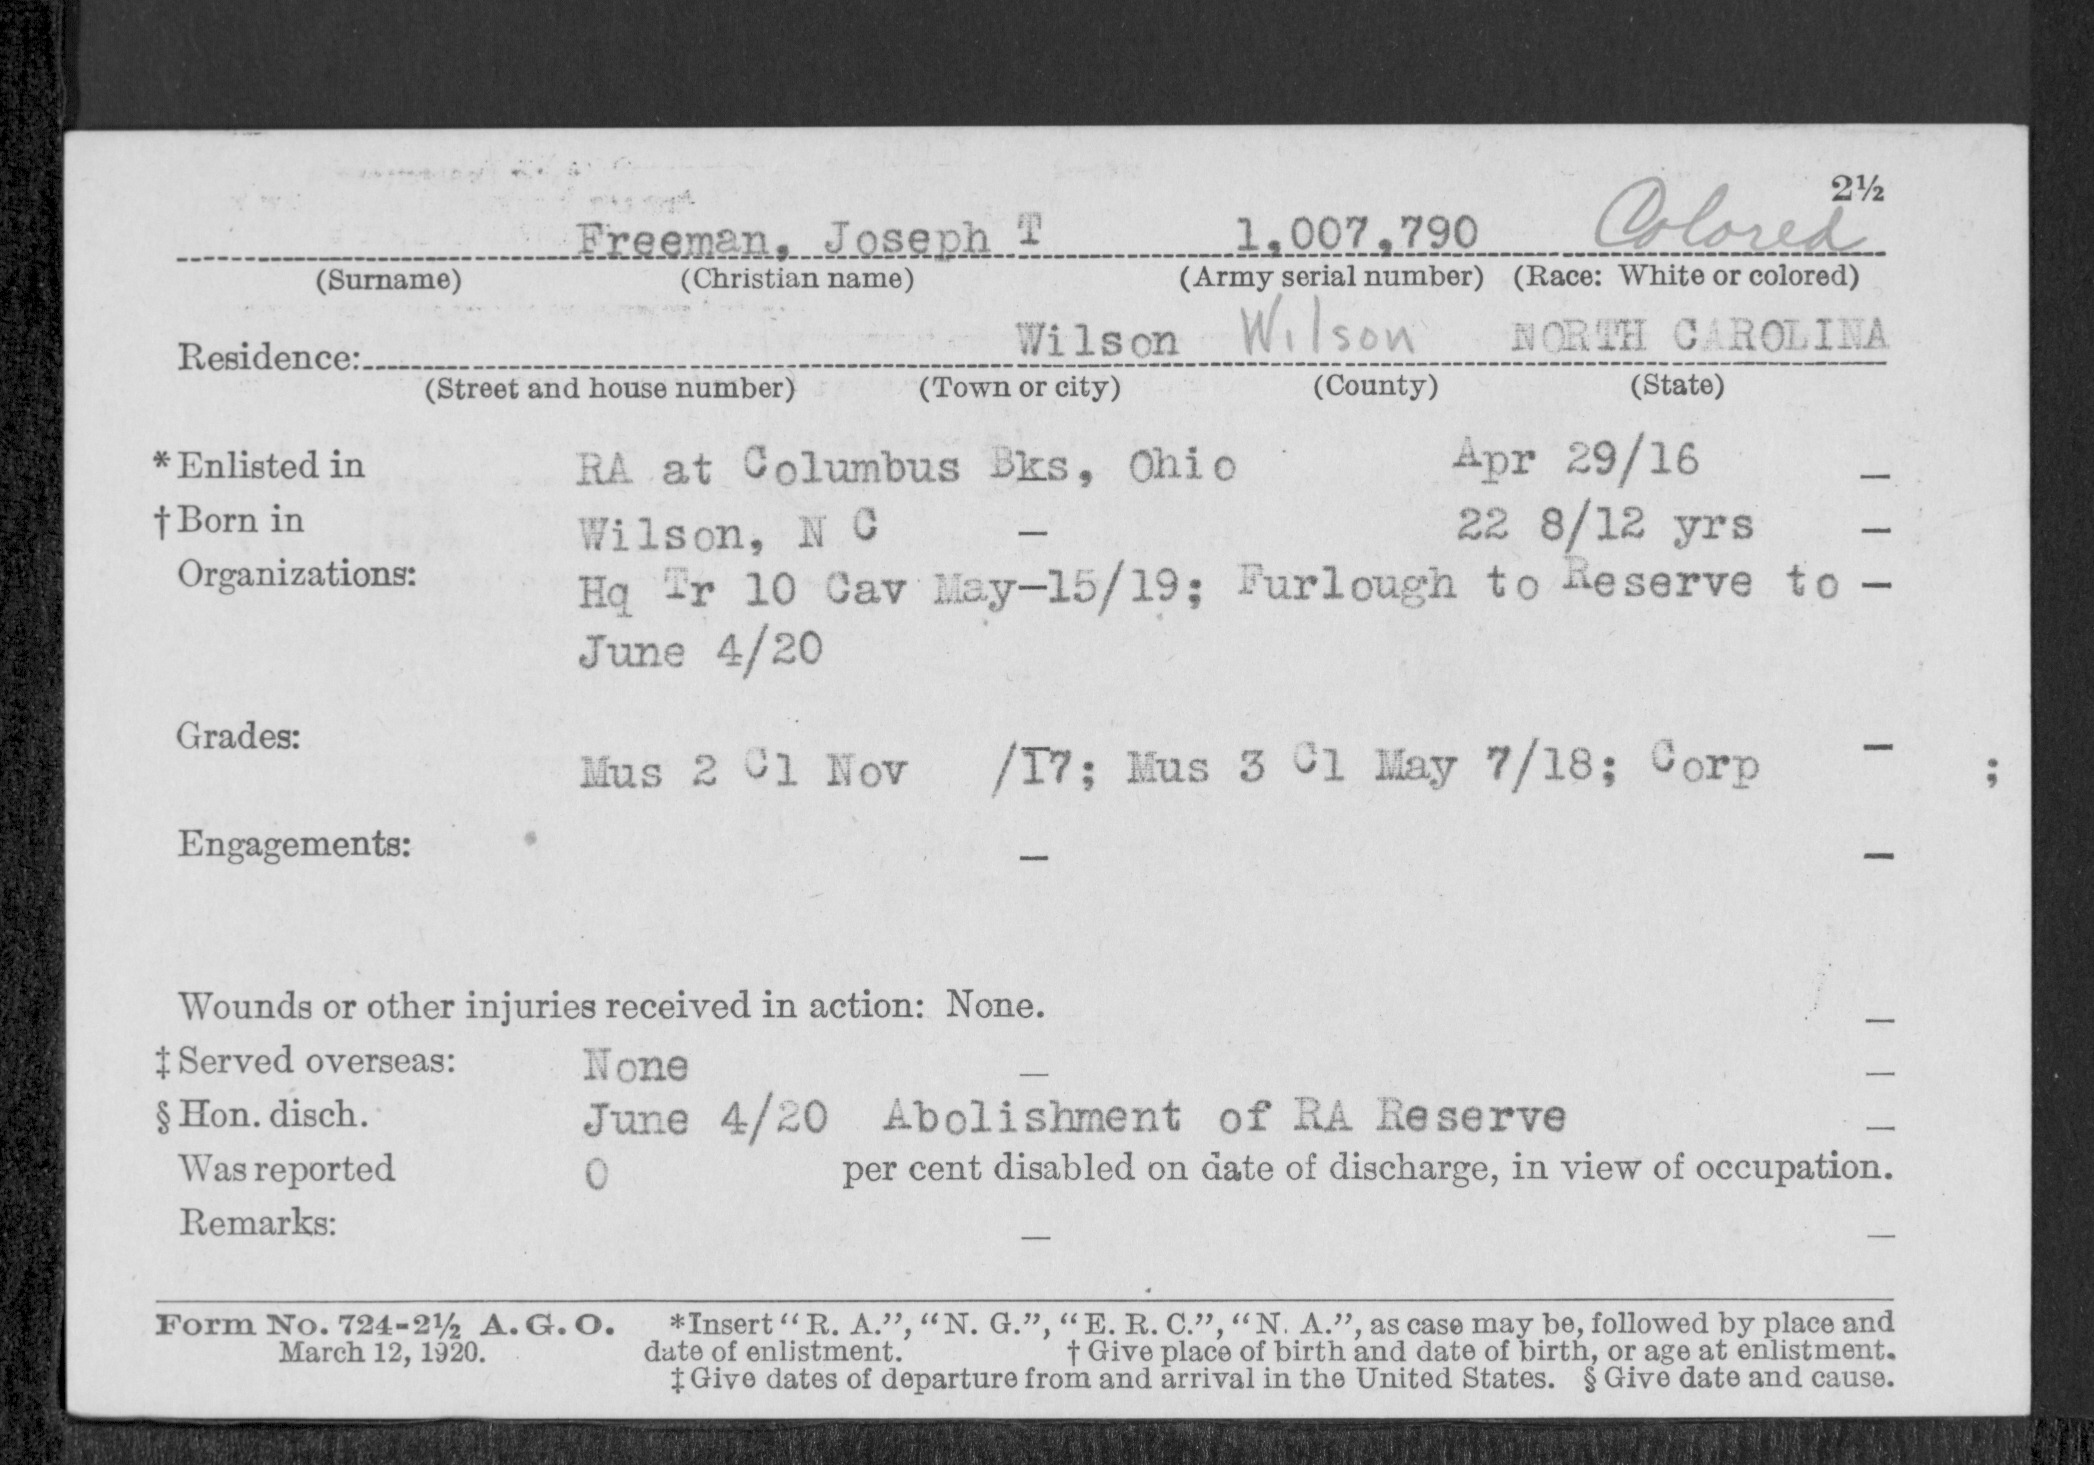 2½
Freeman, Joseph T 1,007,790 Colored
(Surname) (Christian name) (Army serial number) (Race: White or colored)
Residence: Wilson Wilson NORTH CAROLINA
(Street and house number) (Town or city) (County) (State)
*Enlisted in RA at Columbus Bks, Ohio Apr 29/16 –
†Born in Wilson, N C – 22 8/12 yrs –
Organizations: Hq Tr 10 Cav May-15/19; Furlough to Reserve to –
June 4/20
Grades: –
Mus 2 Cl Nov /17; Mus 3 Cl May 7/18; Corp ;
Engagements: – –
Wounds or other injuries received in action: None. –
‡Served overseas: None – –
§Hon. disch. June 4/20 Abolishment of RA Reserve –
Was reported 0 per cent disabled on date of discharge, in view of occupation.
Remarks: – –
Form No. 724-2½ A.G.O. *Insert "R. A.", "N. G.", "E. R. C.", "N. A.", as case may be, followed by place and
March 12, 1920. date of enlistment. †Give place of birth and date of birth, or age at enlistment.
‡Give dates of departure from and arrival in the United States. §Give date and cause.